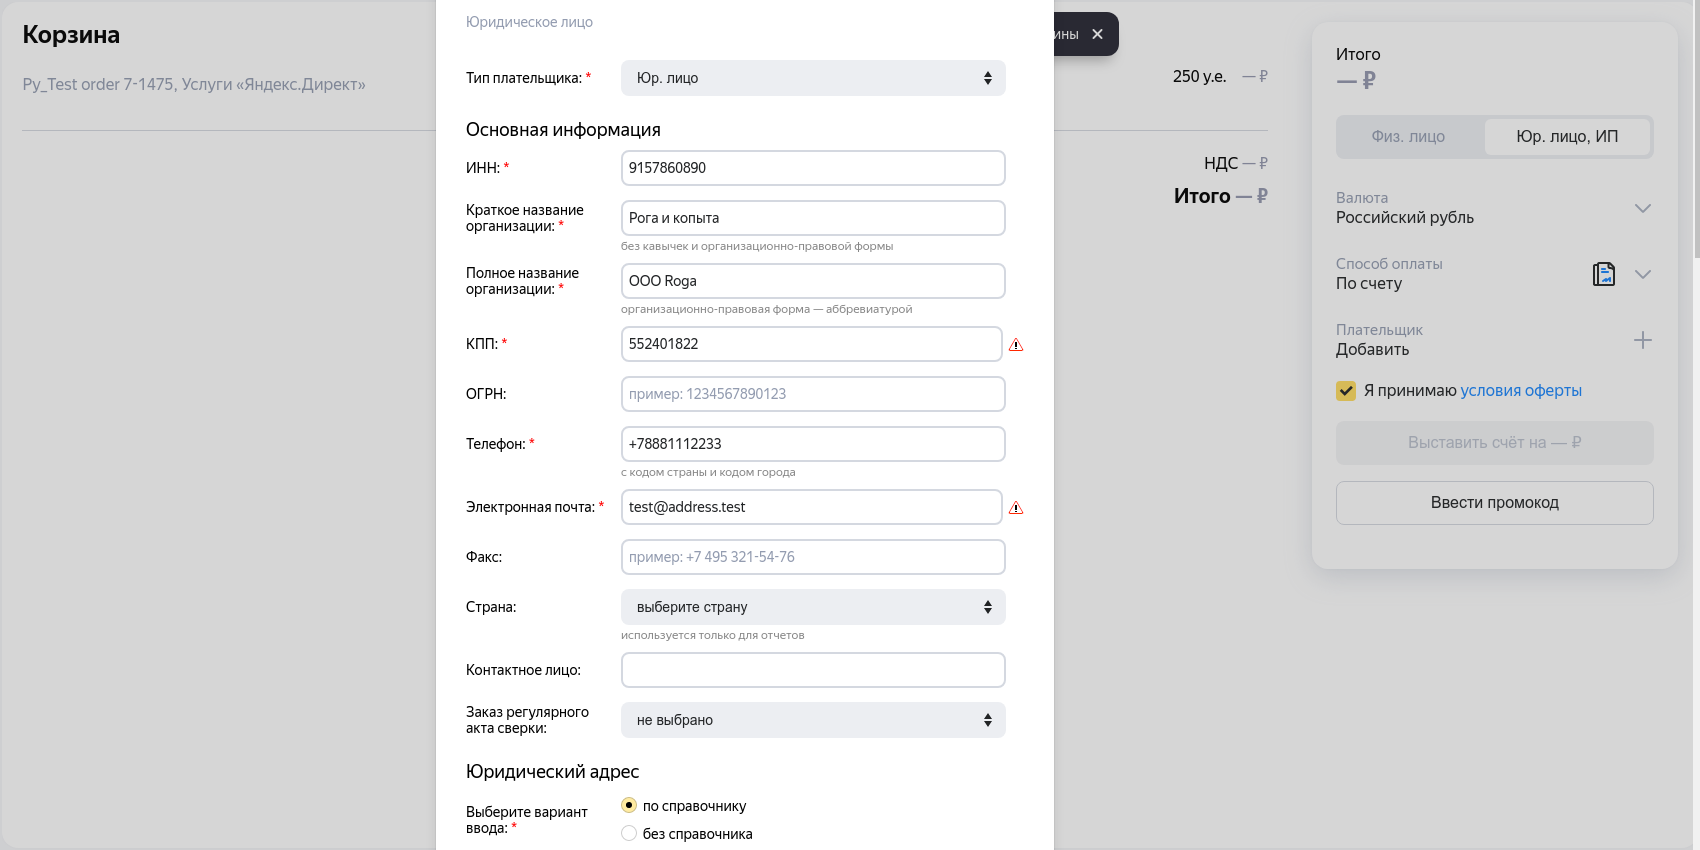 Корзина
Py_Test order 7-1475, Услуги «Яндекс.Директ»
ины
250 у.е. — ₽
НДС — ₽
Итого — ₽
Юридическое лицо
Тип плательщика: *
Юр. лицо
Основная информация
ИНН: *
9157860890
Краткое название
организации: *
Рога и копыта
без кавычек и организационно-правовой формы
Полное название
организации: *
ООО Roga
организационно-правовая форма — аббревиатурой
КПП: *
552401822
ОГРН:
пример: 1234567890123
Телефон: *
+78881112233
с кодом страны и кодом города
Электронная почта: *
test@address.test
Факс:
пример: +7 495 321-54-76
Страна:
выберите страну
используется только для отчетов
Контактное лицо:
Заказ регулярного
акта сверки:
не выбрано
Юридический адрес
Выберите вариант
ввода: *
по справочнику
без справочника
Итого
— ₽
Физ. лицо
Юр. лицо, ИП
Валюта
Российский рубль
Способ оплаты
По счету
Плательщик
Добавить
Я принимаю условия оферты
Выставить счёт на — ₽
Ввести промокод